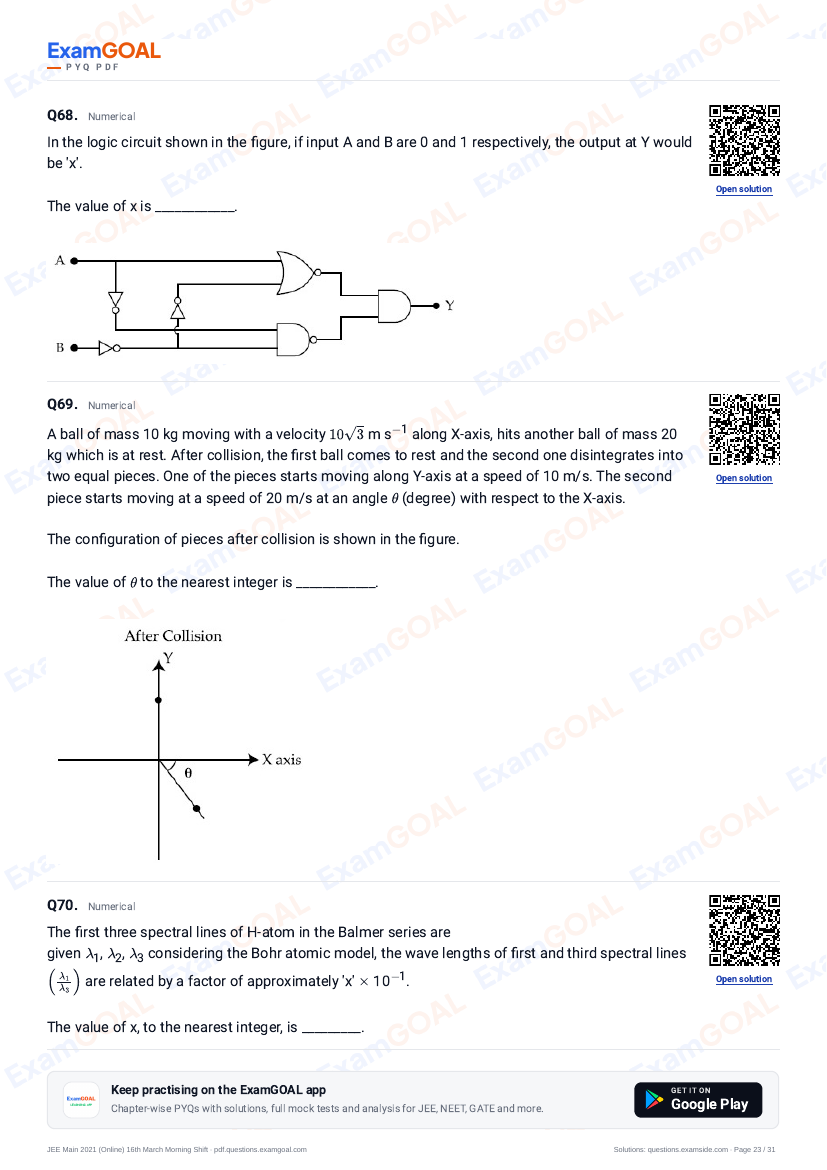 ExamGOAL
PYQ PDF
Q68. Numerical
In the logic circuit shown in the figure, if input A and B are 0 and 1 respectively, the output at Y would
be 'x'.
Open solution
The value of x is ____________.
A
Y
B
Q69. Numerical
A ball of mass 10 kg moving with a velocity 10√3 m s⁻¹ along X-axis, hits another ball of mass 20
kg which is at rest. After collision, the first ball comes to rest and the second one disintegrates into
two equal pieces. One of the pieces starts moving along Y-axis at a speed of 10 m/s. The second
piece starts moving at a speed of 20 m/s at an angle θ (degree) with respect to the X-axis.
Open solution
The configuration of pieces after collision is shown in the figure.
The value of θ to the nearest integer is ____________.
After Collision
Y
X axis
θ
Q70. Numerical
The first three spectral lines of H-atom in the Balmer series are
given λ₁, λ₂, λ₃ considering the Bohr atomic model, the wave lengths of first and third spectral lines
(λ₁/λ₃) are related by a factor of approximately 'x' × 10⁻¹.
Open solution
The value of x, to the nearest integer, is _________.
ExamGOAL
Keep practising on the ExamGOAL app
Chapter-wise PYQs with solutions, full mock tests and analysis for JEE, NEET, GATE and more.
GET IT ON
Google Play
JEE Main 2021 (Online) 16th March Morning Shift · pdf.questions.examgoal.com
Solutions: questions.examside.com · Page 23 / 31